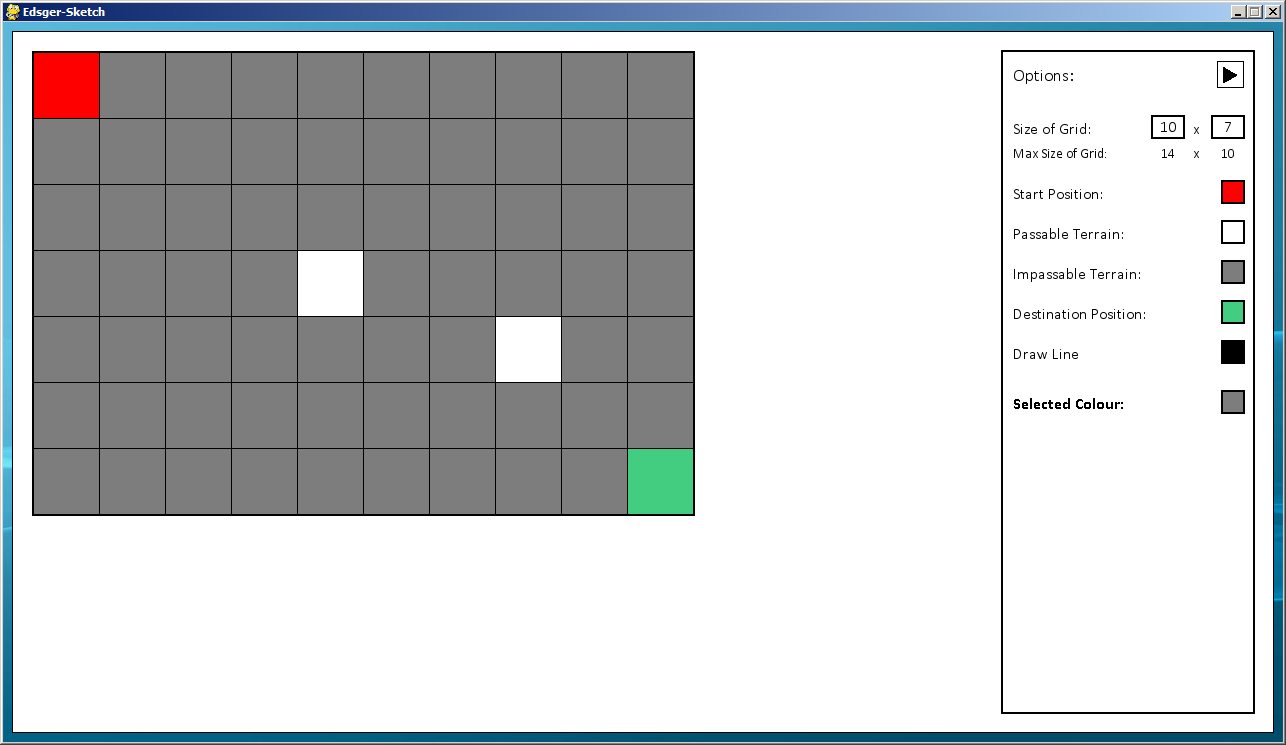 Edsger-Sketch
Options:
Size of Grid: 10 x 7
Max Size of Grid: 14 x 10
Start Position:
Passable Terrain:
Impassable Terrain:
Destination Position:
Draw Line
Selected Colour: